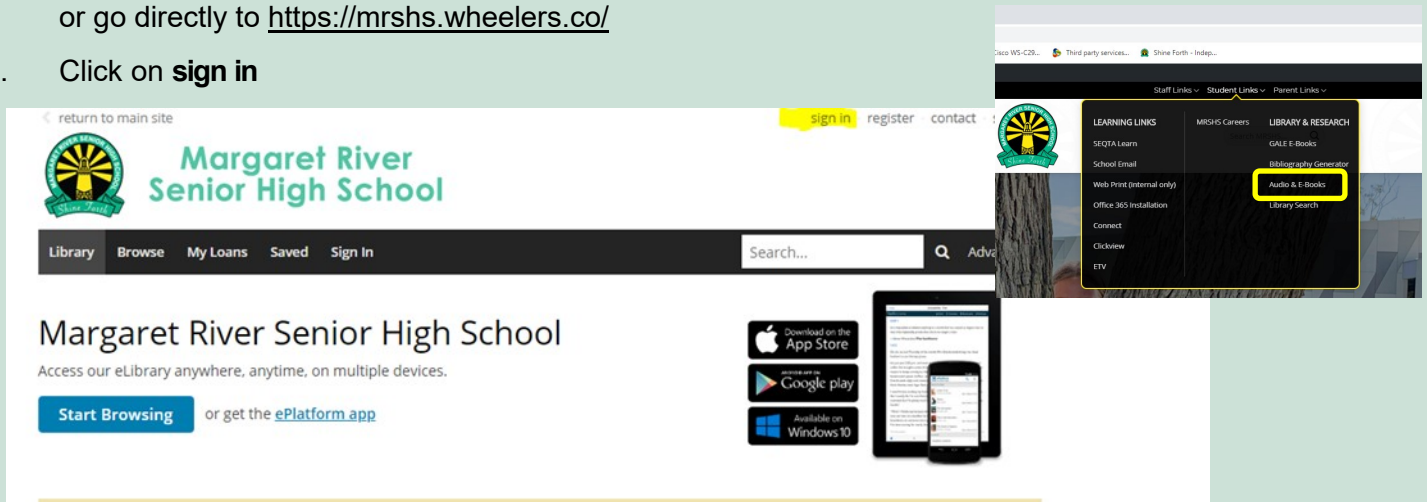 or go directly to https://mrshs.wheelers.co/
. Click on sign in
return to main site
sign in register contact
Margaret River
Senior High School
Shine Forth
Library Browse My Loans Saved Sign In
Search...
Margaret River Senior High School
Access our eLibrary anywhere, anytime, on multiple devices.
Start Browsing or get the ePlatform app
Download on the
App Store
Google play
Available on
Windows 10
Third party services... Shine Forth - Indep...
Staff Links Student Links Parent Links
LEARNING LINKS
SEQTA Learn
School Email
Web Print (Internal only)
Office 365 Installation
Connect
Clickview
ETV
MRSHS Careers
LIBRARY & RESEARCH
GALE E-Books
Bibliography Generator
Audio & E-Books
Library Search